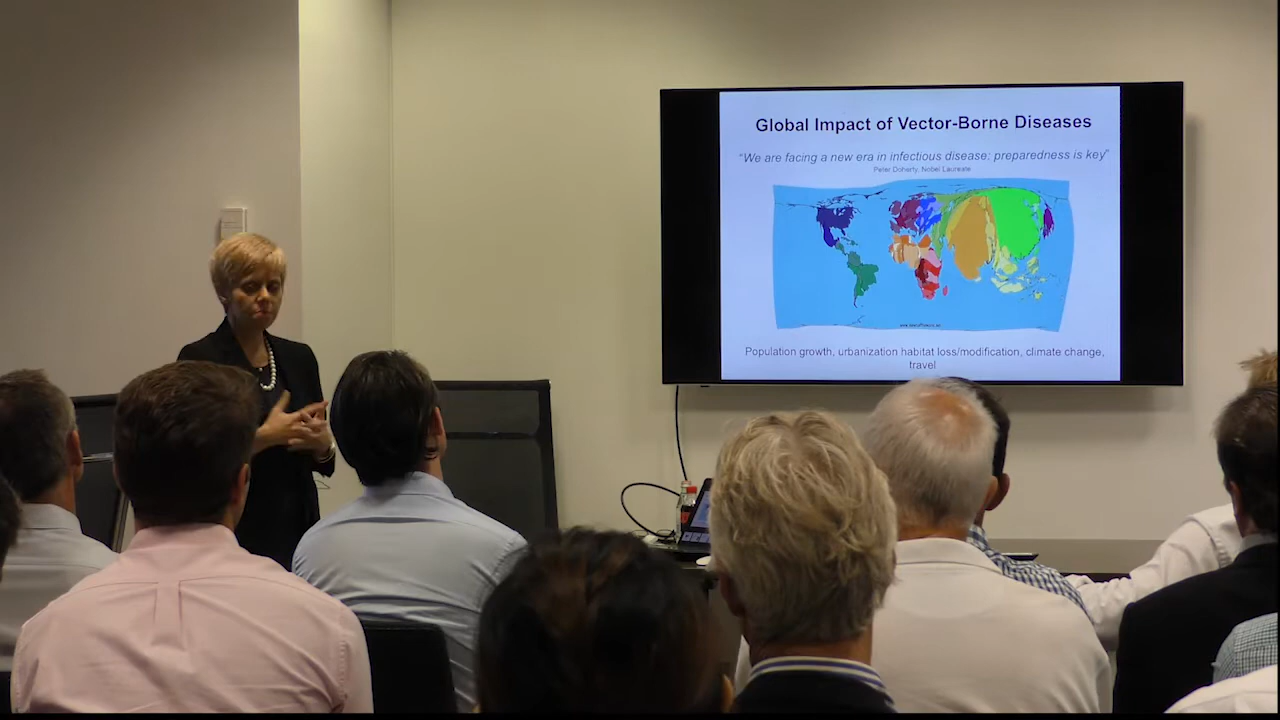 Global Impact of Vector-Borne Diseases
"We are facing a new era in infectious disease: preparedness is key"
Peter Doherty, Nobel Laureate
Population growth, urbanization habitat loss/modification, climate change,
travel